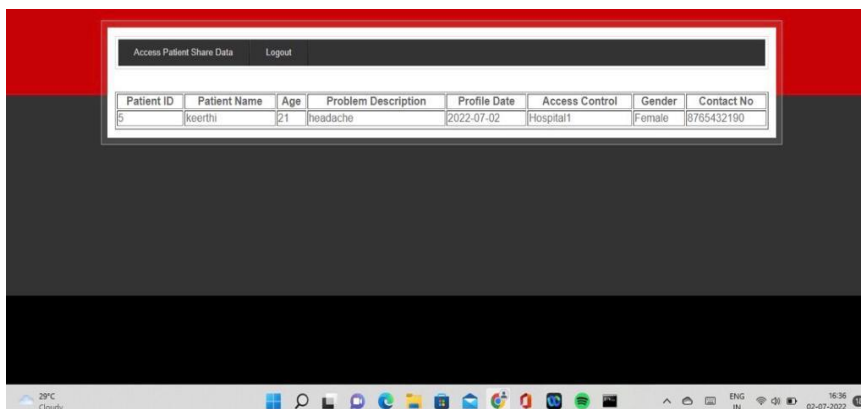 Access Patient Share Data Logout
Patient ID Patient Name Age Problem Description Profile Date Access Control Gender Contact No
5 keerthi 21 headache 2022-07-02 Hospital1 Female 8765432190
29°C ENG 16:36
Cloudy IN 02-07-2022